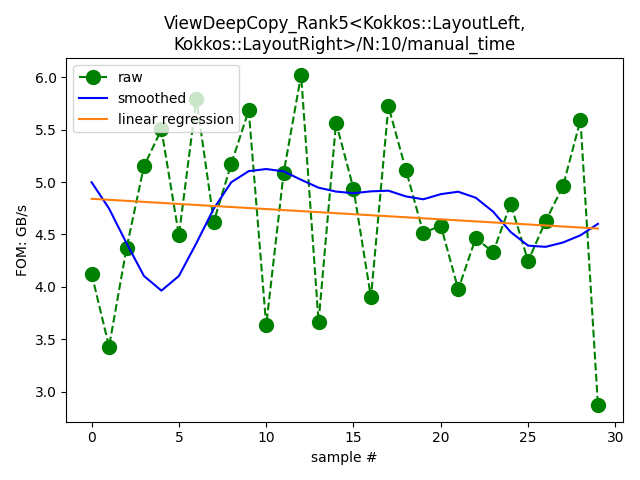 ViewDeepCopy_Rank5<Kokkos::LayoutLeft,
Kokkos::LayoutRight>/N:10/manual_time
raw
smoothed
linear regression
FOM: GB/s
6.0
5.5
5.0
4.5
4.0
3.5
3.0
0
5
10
15
20
25
30
sample #